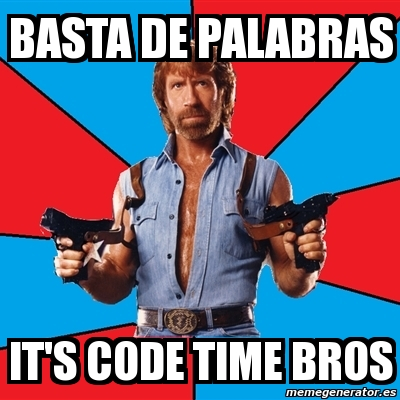 BASTA DE PALABRAS
IT'S CODE TIME BROS
memegenerator.es